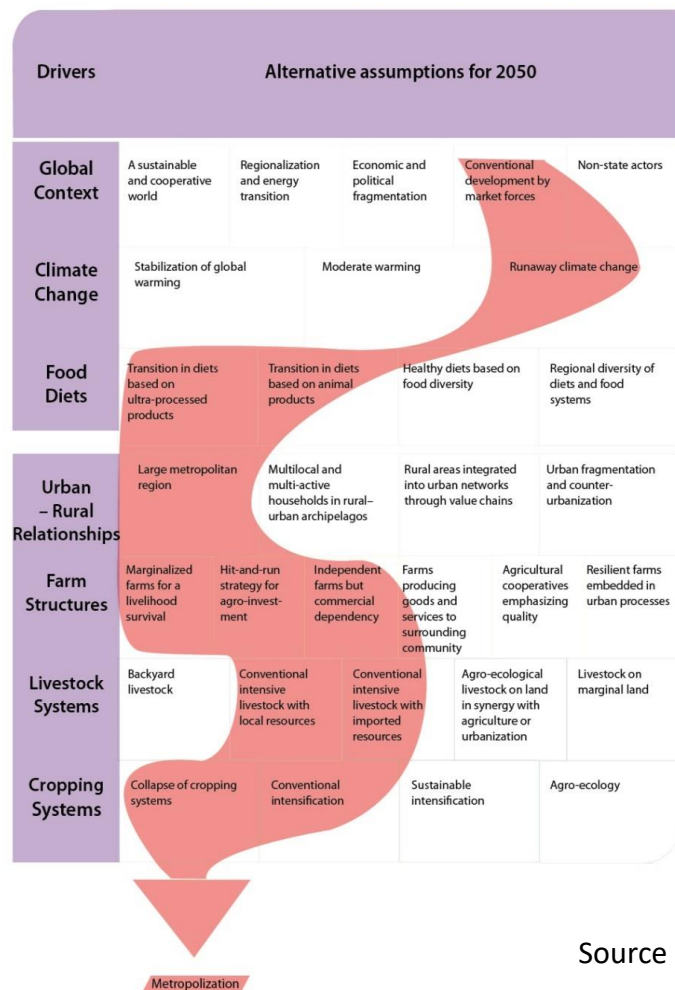 Drivers
Alternative assumptions for 2050
Global
Context
A sustainable
and cooperative
world
Regionalization
and energy
transition
Economic and
political
fragmentation
Conventional
development by
market forces
Non-state actors
Climate
Change
Stabilization of global
warming
Moderate warming
Runaway climate change
Food
Diets
Transition in diets
based on
ultra-processed
products
Transition in diets
based on animal
products
Healthy diets based on
food diversity
Regional diversity of
diets and food
systems
Urban
– Rural
Relationships
Large metropolitan
region
Multilocal and
multi-active
households in rural–
urban archipelagos
Rural areas integrated
into urban networks
through value chains
Urban fragmentation
and counter-
urbanization
Farm
Structures
Marginalized
farms for a
livelihood
survival
Hit-and-run
strategy for
agro-invest-
ment
Independent
farms but
commercial
dependency
Farms
producing
goods and
services to
surrounding
community
Agricultural
cooperatives
emphasizing
quality
Resilient farms
embedded in
urban processes
Livestock
Systems
Backyard
livestock
Conventional
intensive
livestock with
local resources
Conventional
intensive
livestock with
imported
resources
Agro-ecological
livestock on land
in synergy with
agriculture or
urbanization
Livestock on
marginal land
Cropping
Systems
Collapse of cropping
systems
Conventional
intensification
Sustainable
intensification
Agro-ecology
Source
Metropolization